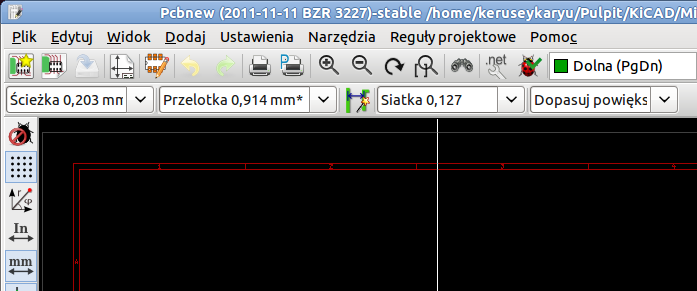 Pcbnew (2011-11-11 BZR 3227)-stable /home/keruseykaryu/Pulpit/KiCAD/Mi
Plik Edytuj Widok Dodaj Ustawienia Narzędzia Reguły projektowe Pomoc
.net Dolna (PgDn)
Ścieżka 0,203 mm Przelotka 0,914 mm* Siatka 0,127 Dopasuj powięks
1 2 3 4
r φ
In
mm
A